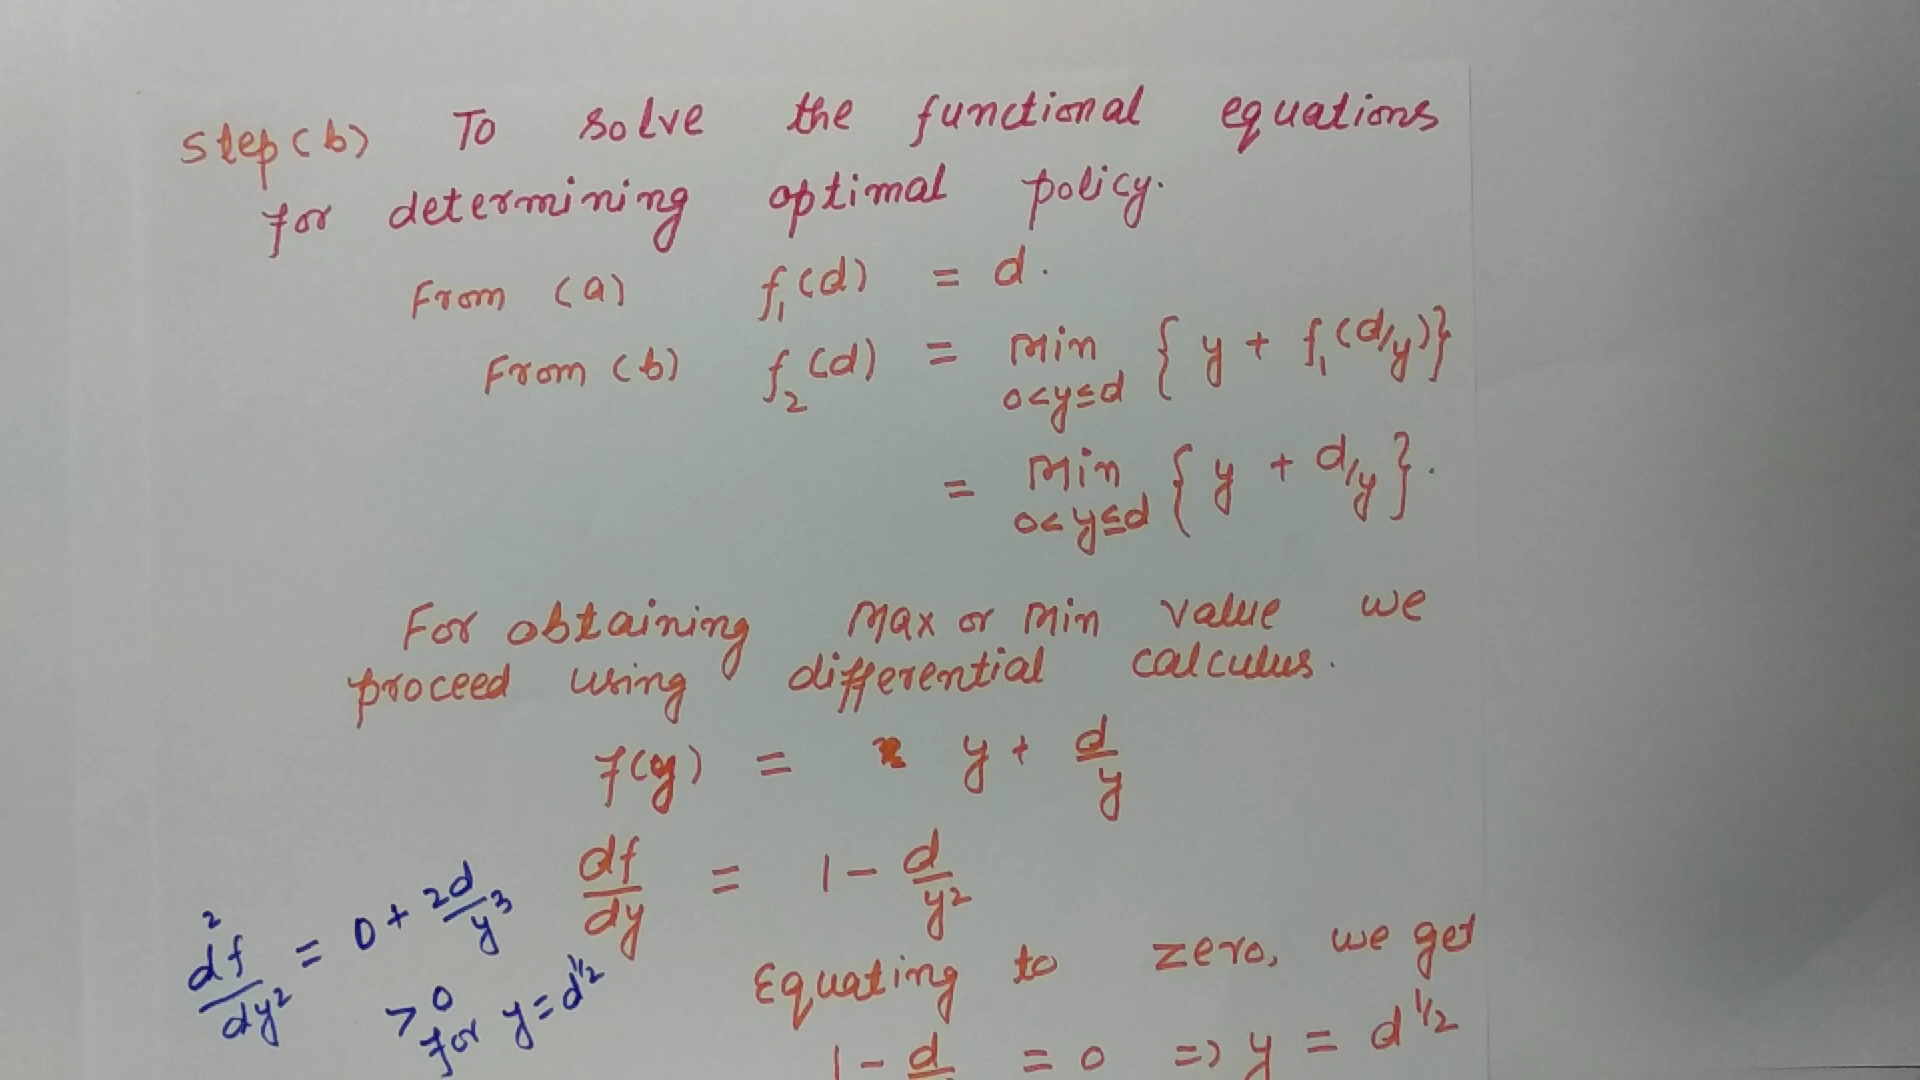 Step (b) To solve the functional equations
for determining optimal policy.
From (a) f₁(d) = d.
From (b) f₂(d) = Min 0<y≤d { y + f₁(d/y)}
= Min 0<y≤d { y + d/y }.
For obtaining Max or Min value we
proceed using differential calculus.
f(y) = y + d/y
df/dy = 1 - d/y²
d²f/dy² = 0 + 2d/y³
> 0
for y = d^1/2
Equating to zero, we get
1 - d = 0 => y = d^1/2